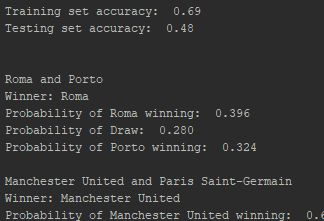 Training set accuracy:  0.69
Testing set accuracy:  0.48
Roma and Porto
Winner: Roma
Probability of Roma winning:  0.396
Probability of Draw:  0.280
Probability of Porto winning:  0.324
Manchester United and Paris Saint-Germain
Winner: Manchester United
Probability of Manchester United winning: